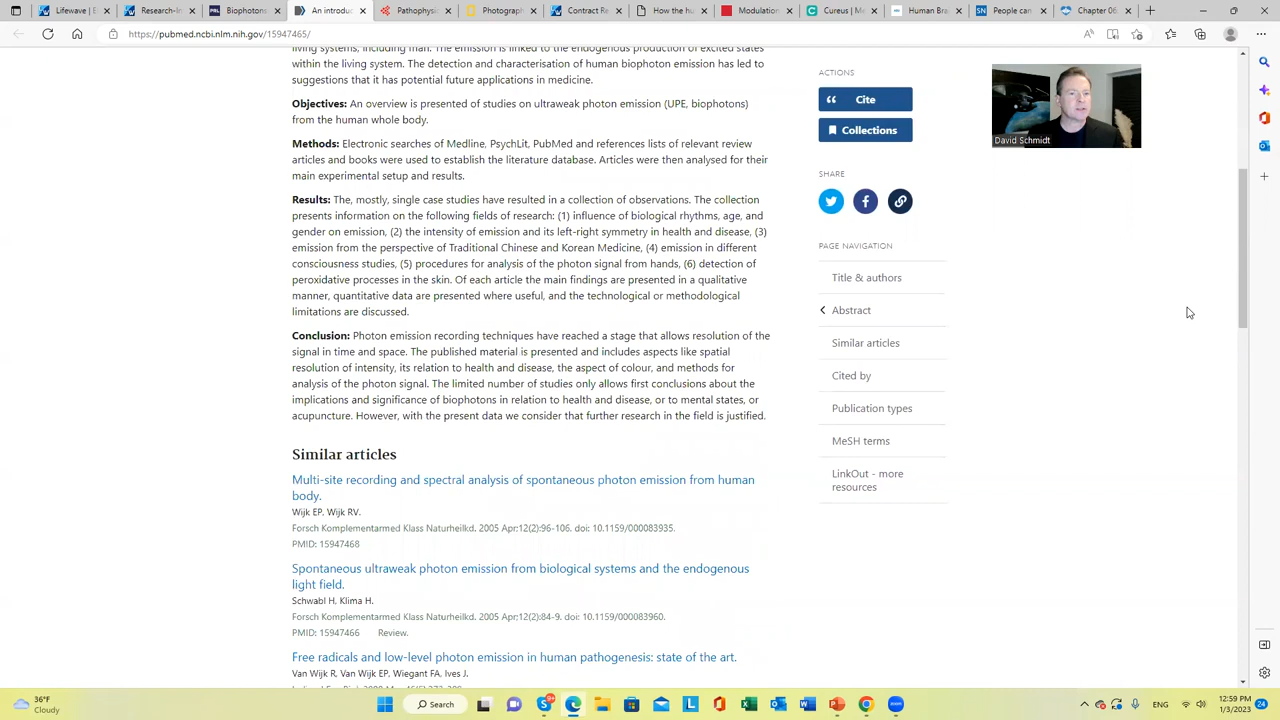 Lifewave | E
Research-In
Biophotons
An introduc
Pathophysio
Photograph
Contract Re
How the hu
Modulation
Cureus | M
Human Bra
People can
Chapter 06
https://pubmed.ncbi.nlm.nih.gov/15947465/
living systems, including man. The emission is linked to the endogenous production of excited states
within the living system. The detection and characterisation of human biophoton emission has led to
suggestions that it has potential future applications in medicine.
Objectives: An overview is presented of studies on ultraweak photon emission (UPE, biophotons)
from the human whole body.
Methods: Electronic searches of Medline, PsychLit, PubMed and references lists of relevant review
articles and books were used to establish the literature database. Articles were then analysed for their
main experimental setup and results.
Results: The, mostly, single case studies have resulted in a collection of observations. The collection
presents information on the following fields of research: (1) influence of biological rhythms, age, and
gender on emission, (2) the intensity of emission and its left-right symmetry in health and disease, (3)
emission from the perspective of Traditional Chinese and Korean Medicine, (4) emission in different
consciousness studies, (5) procedures for analysis of the photon signal from hands, (6) detection of
peroxidative processes in the skin. Of each article the main findings are presented in a qualitative
manner, quantitative data are presented where useful, and the technological or methodological
limitations are discussed.
Conclusion: Photon emission recording techniques have reached a stage that allows resolution of the
signal in time and space. The published material is presented and includes aspects like spatial
resolution of intensity, its relation to health and disease, the aspect of colour, and methods for
analysis of the photon signal. The limited number of studies only allows first conclusions about the
implications and significance of biophotons in relation to health and disease, or to mental states, or
acupuncture. However, with the present data we consider that further research in the field is justified.
Similar articles
Multi-site recording and spectral analysis of spontaneous photon emission from human
body.
Wijk EP, Wijk RV.
Forsch Komplementarmed Klass Naturheilkd. 2005 Apr;12(2):96-106. doi: 10.1159/000083935.
PMID: 15947468
Spontaneous ultraweak photon emission from biological systems and the endogenous
light field.
Schwabl H, Klima H.
Forsch Komplementarmed Klass Naturheilkd. 2005 Apr;12(2):84-9. doi: 10.1159/000083960.
PMID: 15947466 Review.
Free radicals and low-level photon emission in human pathogenesis: state of the art.
Van Wijk R, Van Wijk EP, Wiegant FA, Ives J.
ACTIONS
Cite
Collections
SHARE
PAGE NAVIGATION
Title & authors
Abstract
Similar articles
Cited by
Publication types
MeSH terms
LinkOut - more
resources
David Schmidt
36°F
Cloudy
Search
12:59 PM
1/3/2023
24